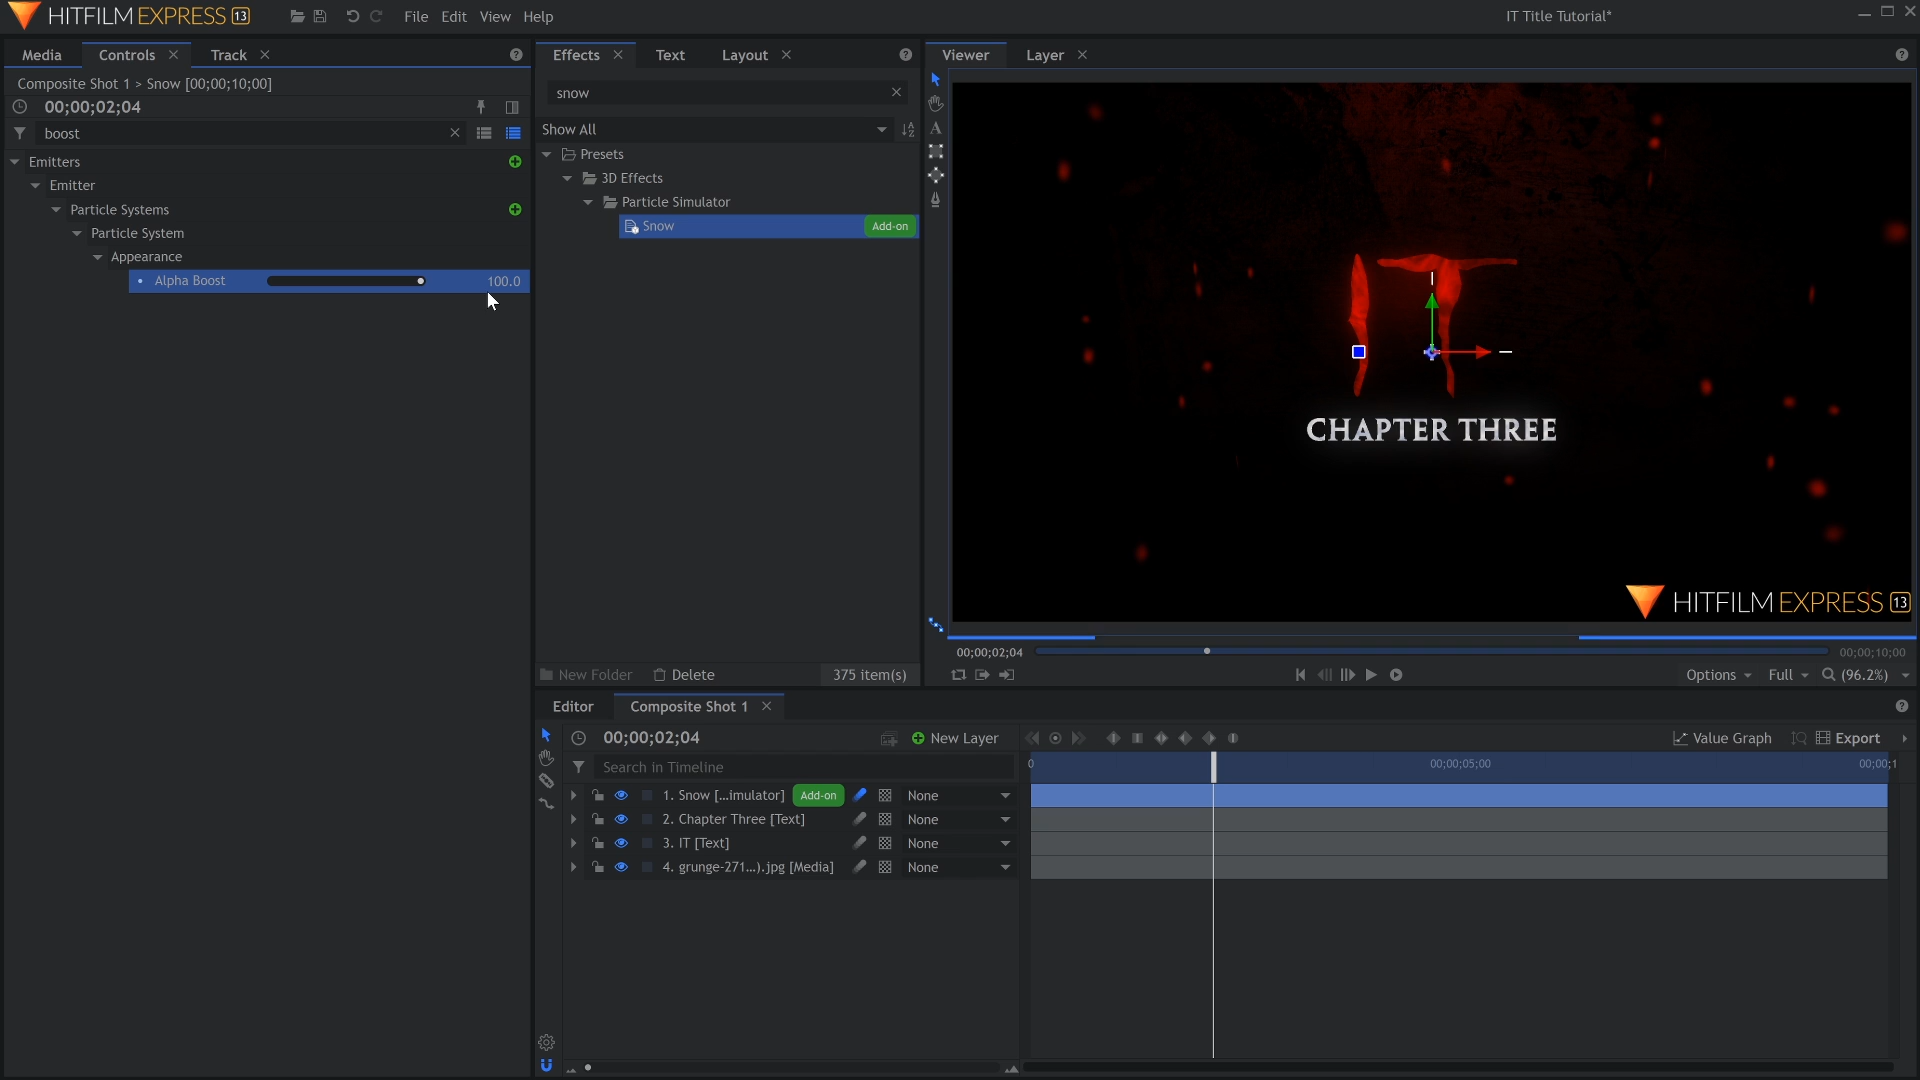 HITFILM EXPRESS 13
File Edit View Help
IT Title Tutorial*
Media Controls Track
Composite Shot 1 > Snow [00;00;10;00]
00;00;02;04
boost
Emitters
Emitter
Particle Systems
Particle System
Appearance
Alpha Boost 100.0
Effects Text Layout
snow
Show All
Presets
3D Effects
Particle Simulator
Snow Add-on
New Folder Delete 375 item(s)
Viewer Layer
IT
CHAPTER THREE
HITFILM EXPRESS 13
00;00;02;04 00;00;10;00
Options Full (96.2%)
Editor Composite Shot 1
00;00;02;04 New Layer Value Graph Export
Search in Timeline 0 00;00;05;00 00;00;1
1. Snow [...imulator] Add-on None
2. Chapter Three [Text] None
3. IT [Text] None
4. grunge-271...).jpg [Media] None